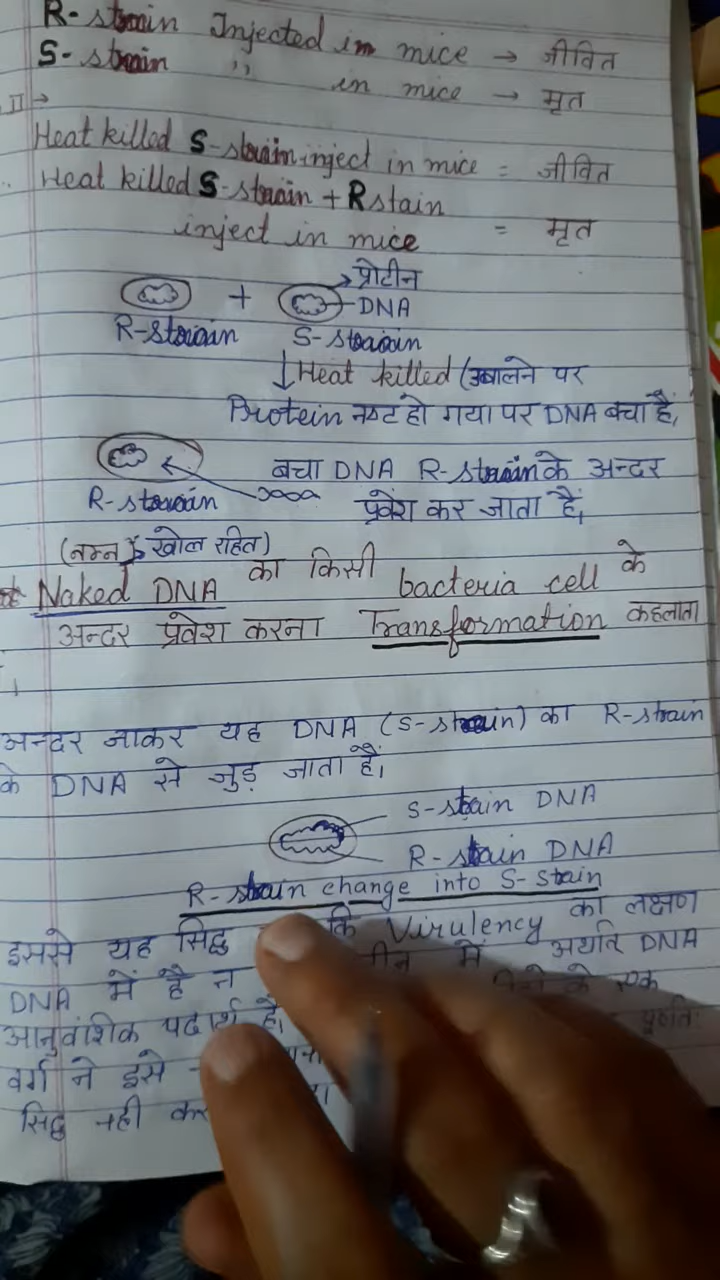 R-strain Injected in mice → जीवित
S-strain ,, in mice → मृत
II →
Heat killed S-strain inject in mice = जीवित
Heat killed S-strain + R stain
inject in mice = मृत
प्रोटीन
+ DNA
R-strain S-strain
Heat killed (उबालने पर
Protein नष्ट हो गया पर DNA बचा है,
बचा DNA R-strain के अन्दर
R-strain प्रवेश कर जाता है,
(नग्न खोल रहित)
Naked DNA का किसी bacteria cell के
अन्दर प्रवेश करना Transformation कहलाता
अन्दर जाकर यह DNA (S-strain) का R-strain
के DNA से जुड़ जाता है,
S-stain DNA
R-stain DNA
R-strain change into S-stain
इससे यह सिद्ध कि Virulency का लक्षण
DNA में है न में अर्थात DNA
आनुवांशिक पदार्थ है,
वर्ग ने इसे
सिद्ध नही